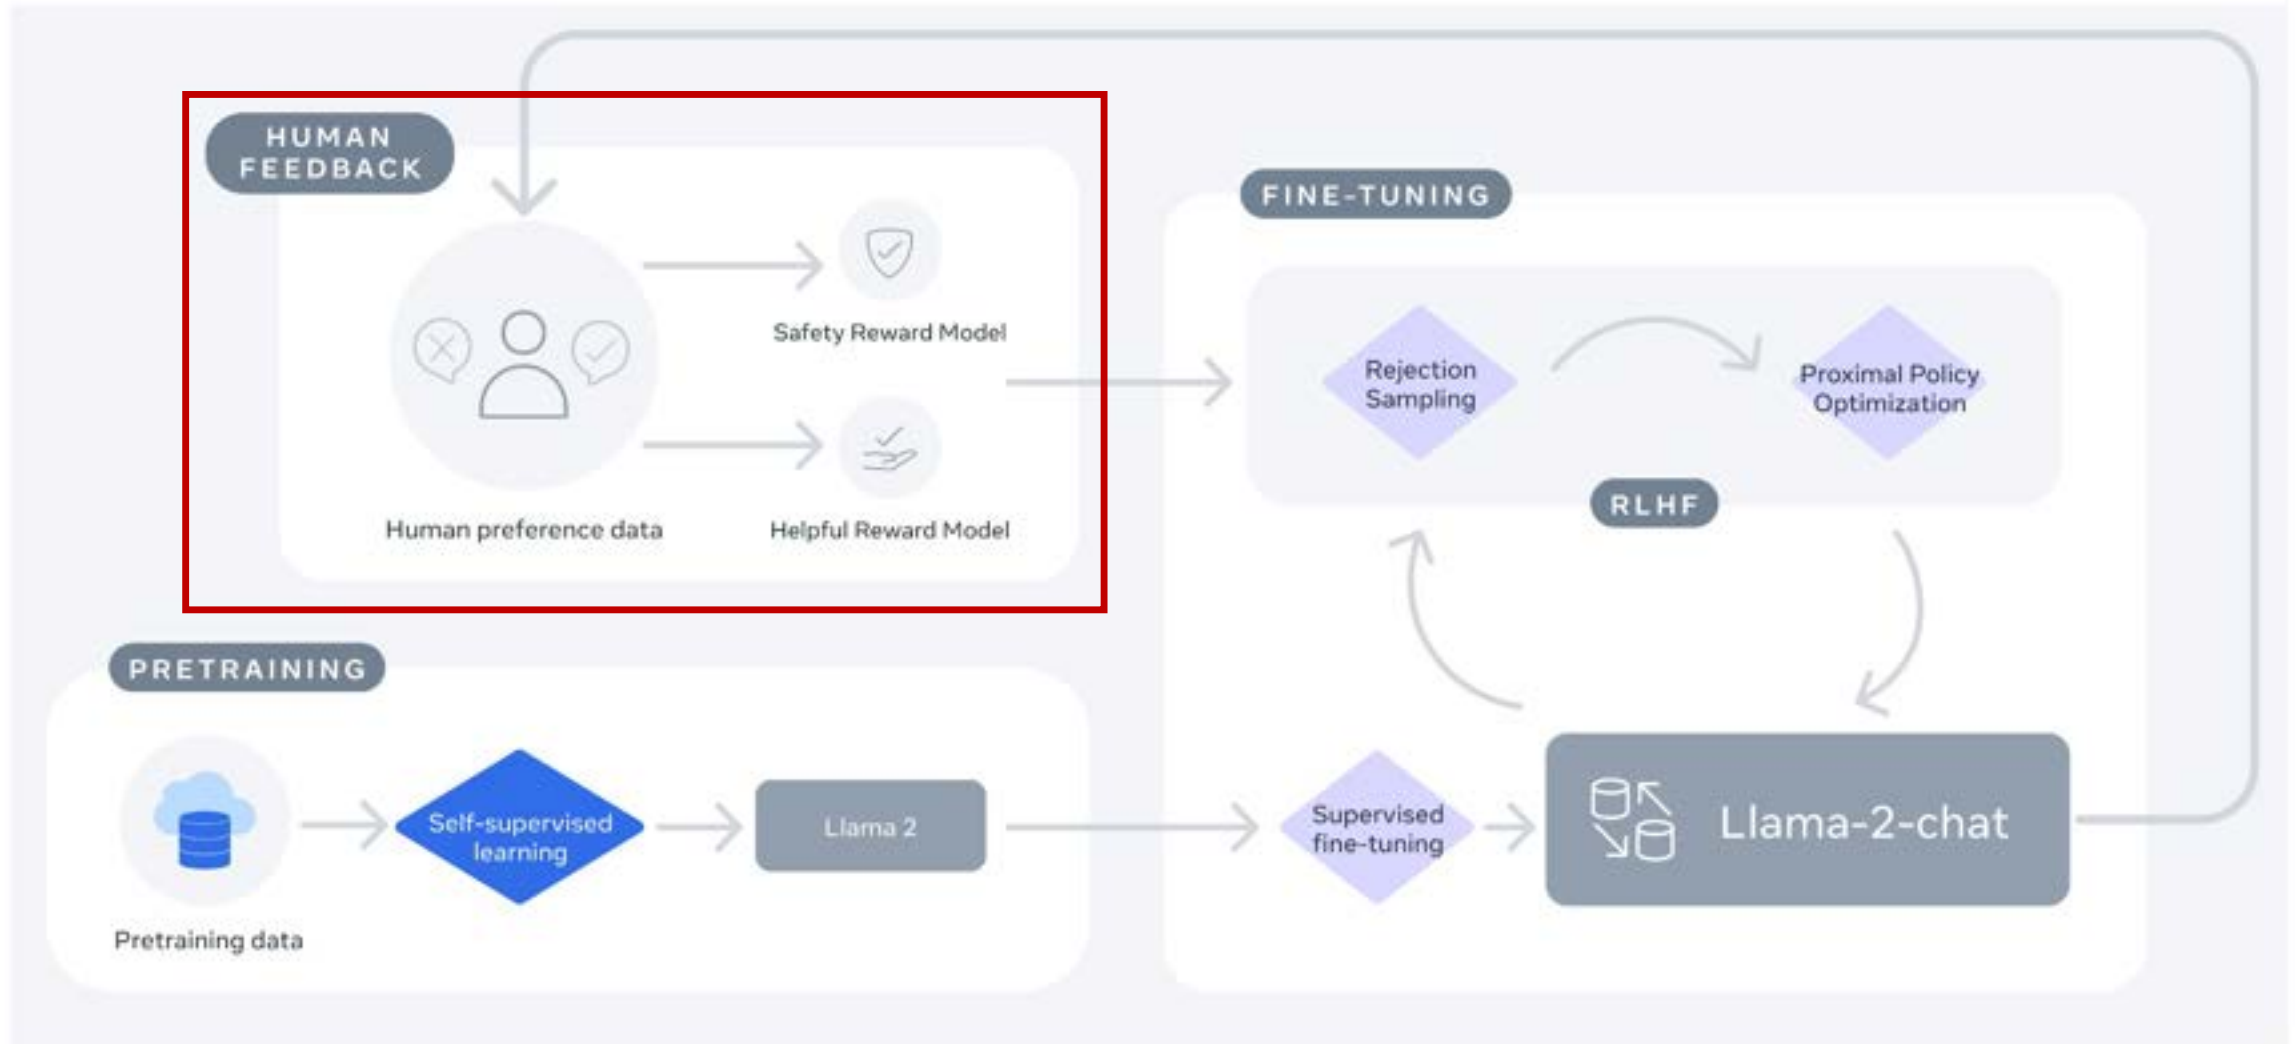 HUMAN
FEEDBACK
Safety Reward Model
Human preference data
Helpful Reward Model
FINE-TUNING
Rejection
Sampling
Proximal Policy
Optimization
RLHF
PRETRAINING
Self-supervised
learning
Llama 2
Pretraining data
Supervised
fine-tuning
Llama-2-chat